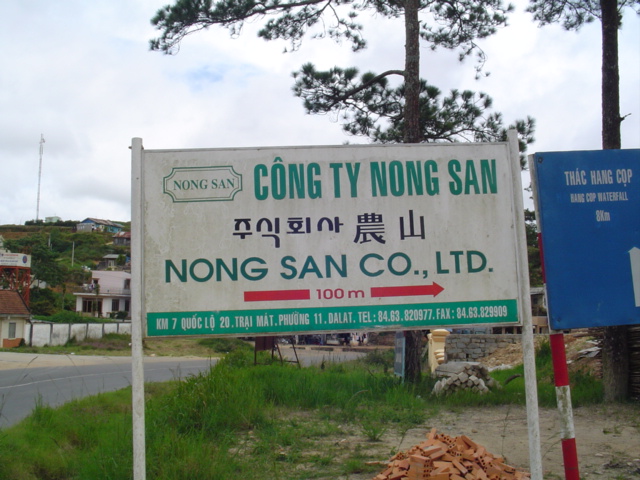 NONG SAN
CÔNG TY NONG SAN
주식회사 農山
NONG SAN CO., LTD.
100 m
KM 7 QUỐC LỘ 20. TRẠI MÁT. PHƯỜNG 11. DALAT. TEL: 84.63.820977. FAX: 84.63.829909
THÁC HANG CỌP
HANG COP WATERFALL
8Km